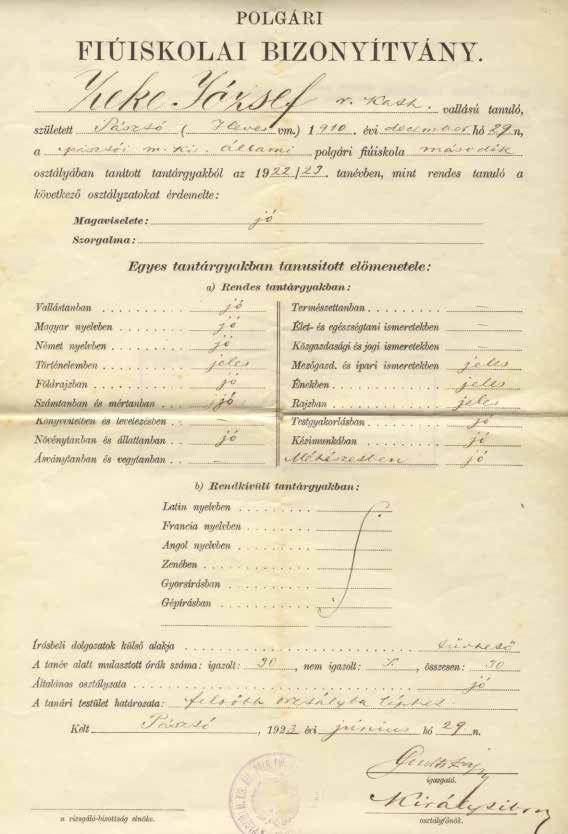 POLGÁRI
FIÚISKOLAI BIZONYÍTVÁNY.
Zeke József r. kath. vallású tanuló,
született Pásztó (Heves vm.) 1910. évi december hó 29. n,
a pásztói m. kir. állami polgári fiúiskola második
osztályában tanított tantárgyakból az 1922/23. tanévben, mint rendes tanuló a
következő osztályzatokat érdemelte:
Magaviselete: jó
Szorgalma:
Egyes tantárgyakban tanusított előmenetele:
a) Rendes tantárgyakban:
Vallástanban jó
Magyar nyelvben jó
Német nyelvben jó
Történelemben jeles
Földrajzban jó
Számtanban és mértanban jó
Könyvvitelben és levelezésben —
Növénytanban és állattanban jó
Ásványtanban és vegytanban —
Természettanban —
Élet- és egészségtani ismeretekben —
Közgazdasági és jogi ismeretekben —
Mezőgazd. és ipari ismeretekben jeles
Énekben jeles
Rajzban jeles
Testgyakorlásban jó
Kézimunkában jó
Méhészetben jó
b) Rendkívüli tantárgyakban:
Latin nyelvben
Francia nyelvben
Angol nyelvben
Zenében
Gyorsírásban
Gépírásban
Írásbeli dolgozatok külső alakja tűrhető
A tanév alatt mulasztott órák száma: igazolt: 30, nem igazolt: , összesen: 30
Általános osztályzata jó
A tanári testület határozata: felsőbb osztályba léphet.
Kelt Pásztó, 1923 évi június hó 29. n.
igazgató.
a vizsgáló-bizottság elnöke.
osztályfőnök.